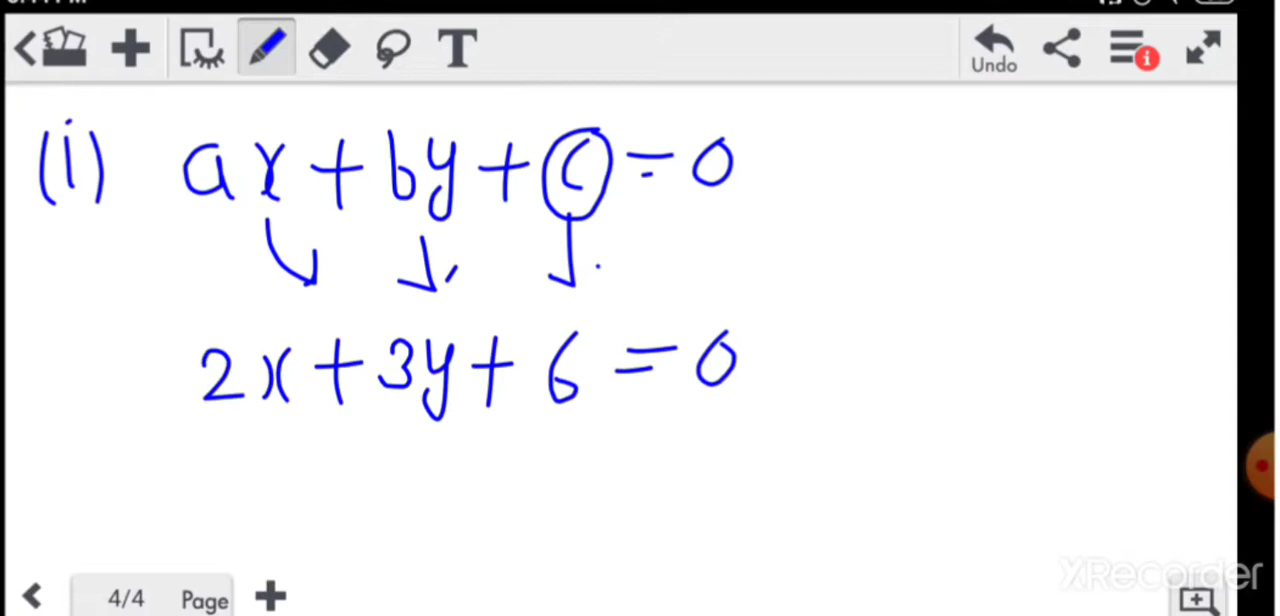 T
Undo
i
(i) ax + by + c = 0
2x + 3y + 6 = 0
XRecorder
4/4 Page